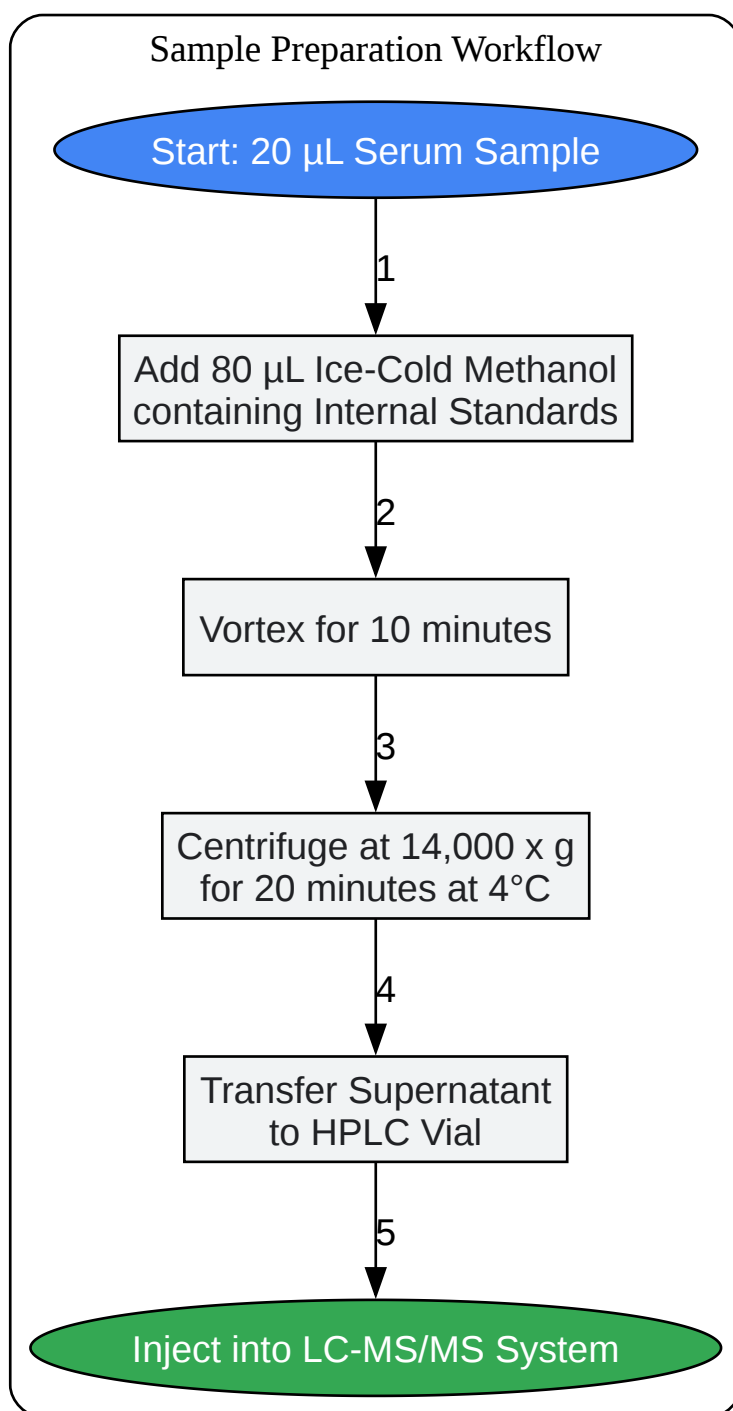 Sample Preparation Workflow
Start: 20 µL Serum Sample
1
Add 80 µL Ice-Cold Methanol
containing Internal Standards
2
Vortex for 10 minutes
3
Centrifuge at 14,000 x g
for 20 minutes at 4°C
4
Transfer Supernatant
to HPLC Vial
5
Inject into LC-MS/MS System